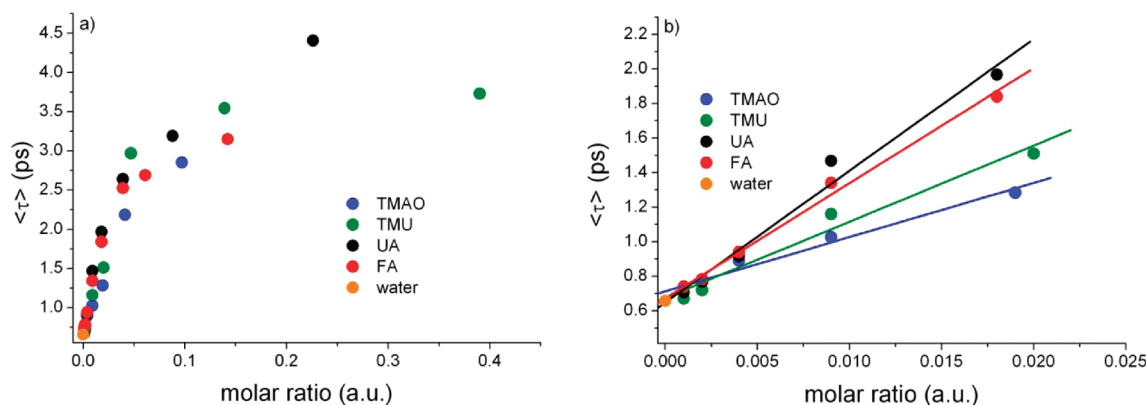 a)
4.5
4.0
3.5
3.0
2.5
2.0
1.5
1.0
<τ> (ps)
TMAO
TMU
UA
FA
water
0.0 0.1 0.2 0.3 0.4
molar ratio (a.u.)
b)
2.2
2.0
1.8
1.6
1.4
1.2
1.0
0.8
0.6
<τ> (ps)
TMAO
TMU
UA
FA
water
0.000 0.005 0.010 0.015 0.020 0.025
molar ratio (a.u.)